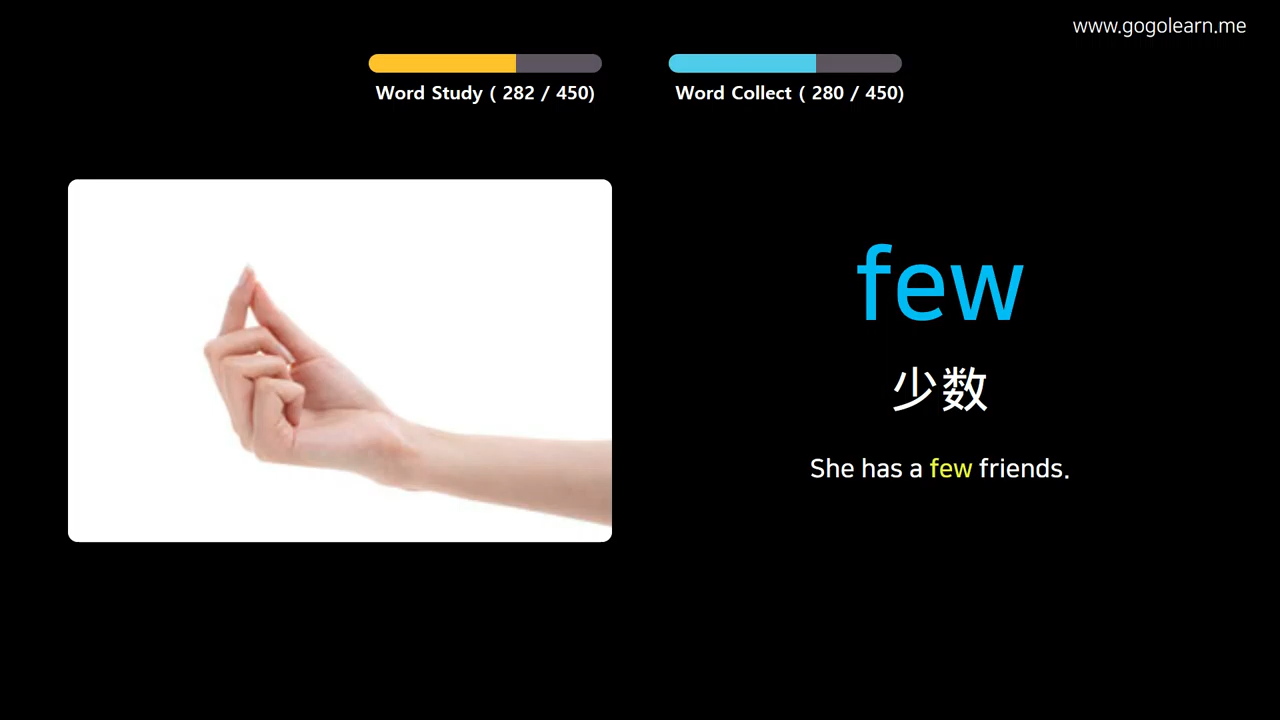 www.gogolearn.me
Word Study ( 282 / 450)
Word Collect ( 280 / 450)
few
少数
She has a few friends.